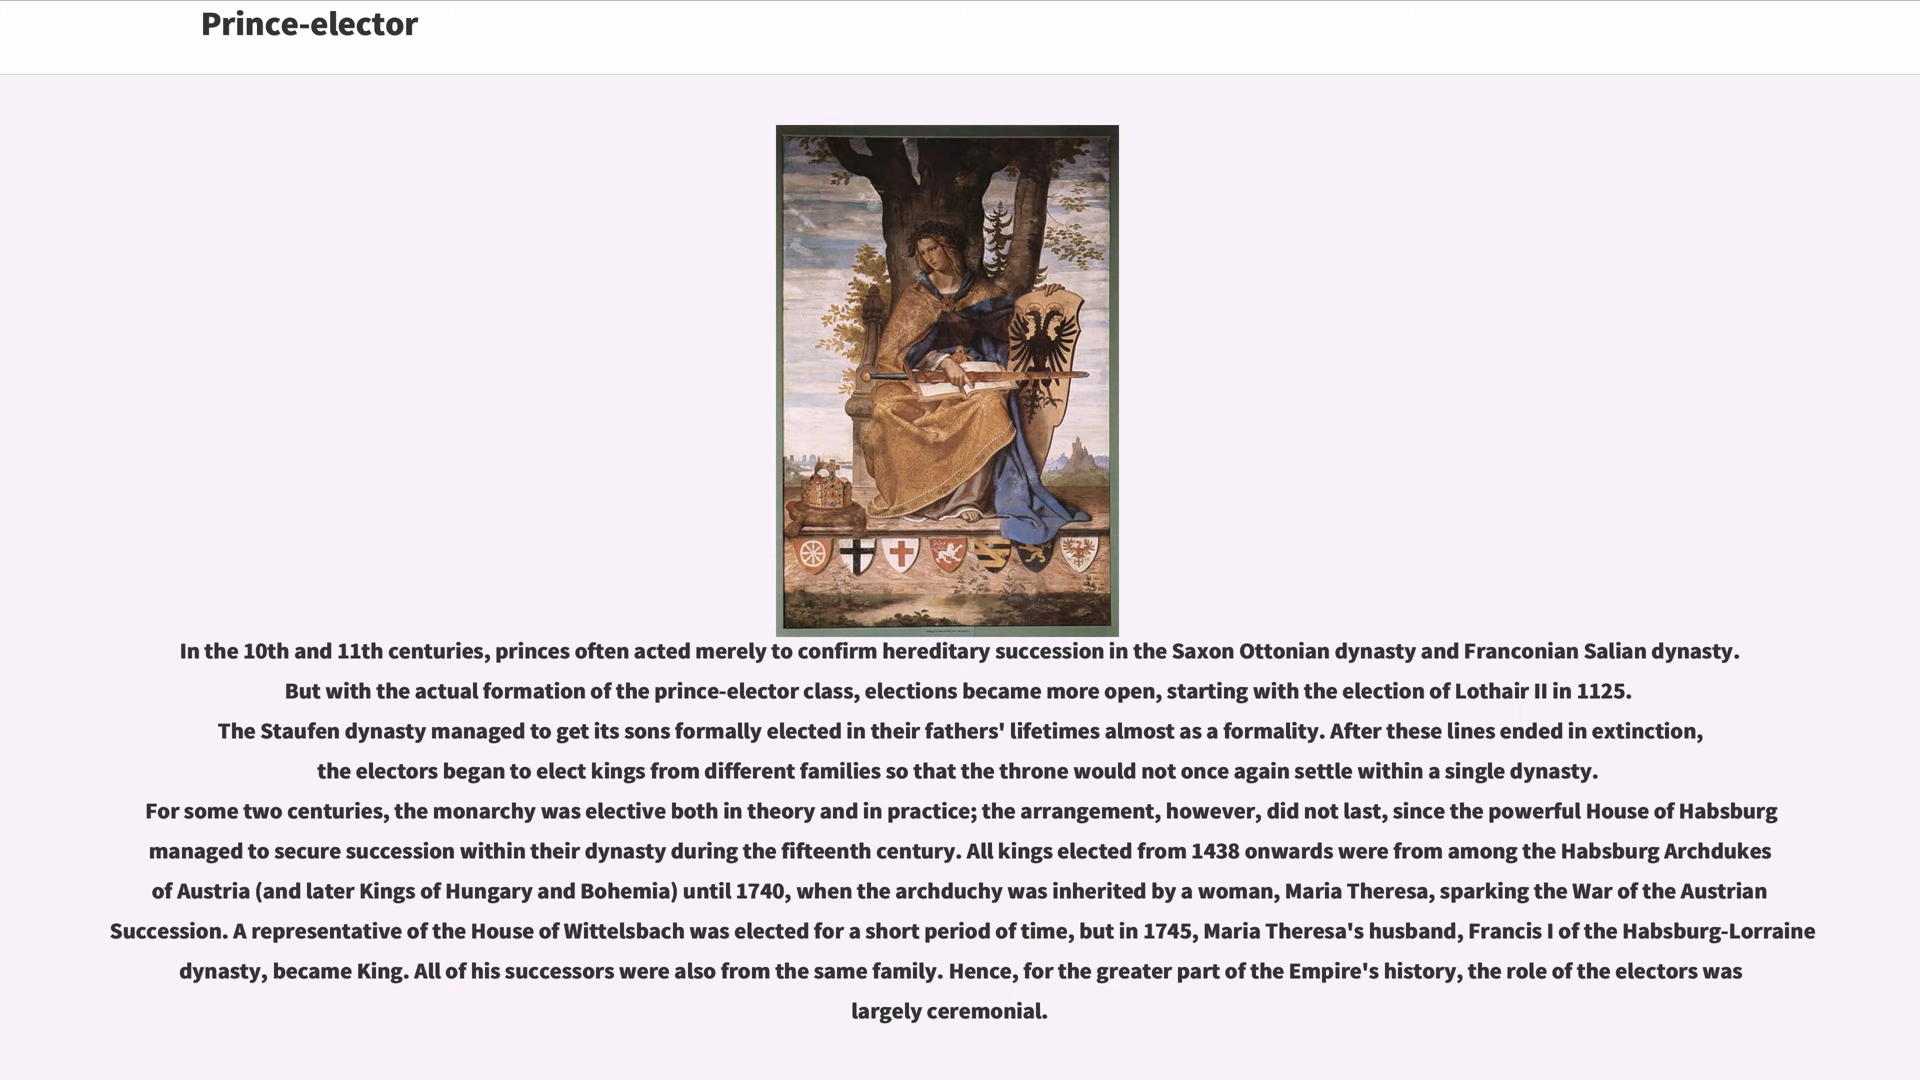 Prince-elector
In the 10th and 11th centuries, princes often acted merely to confirm hereditary succession in the Saxon Ottonian dynasty and Franconian Salian dynasty.
But with the actual formation of the prince-elector class, elections became more open, starting with the election of Lothair II in 1125.
The Staufen dynasty managed to get its sons formally elected in their fathers' lifetimes almost as a formality. After these lines ended in extinction,
the electors began to elect kings from different families so that the throne would not once again settle within a single dynasty.
For some two centuries, the monarchy was elective both in theory and in practice; the arrangement, however, did not last, since the powerful House of Habsburg
managed to secure succession within their dynasty during the fifteenth century. All kings elected from 1438 onwards were from among the Habsburg Archdukes
of Austria (and later Kings of Hungary and Bohemia) until 1740, when the archduchy was inherited by a woman, Maria Theresa, sparking the War of the Austrian
Succession. A representative of the House of Wittelsbach was elected for a short period of time, but in 1745, Maria Theresa's husband, Francis I of the Habsburg-Lorraine
dynasty, became King. All of his successors were also from the same family. Hence, for the greater part of the Empire's history, the role of the electors was
largely ceremonial.